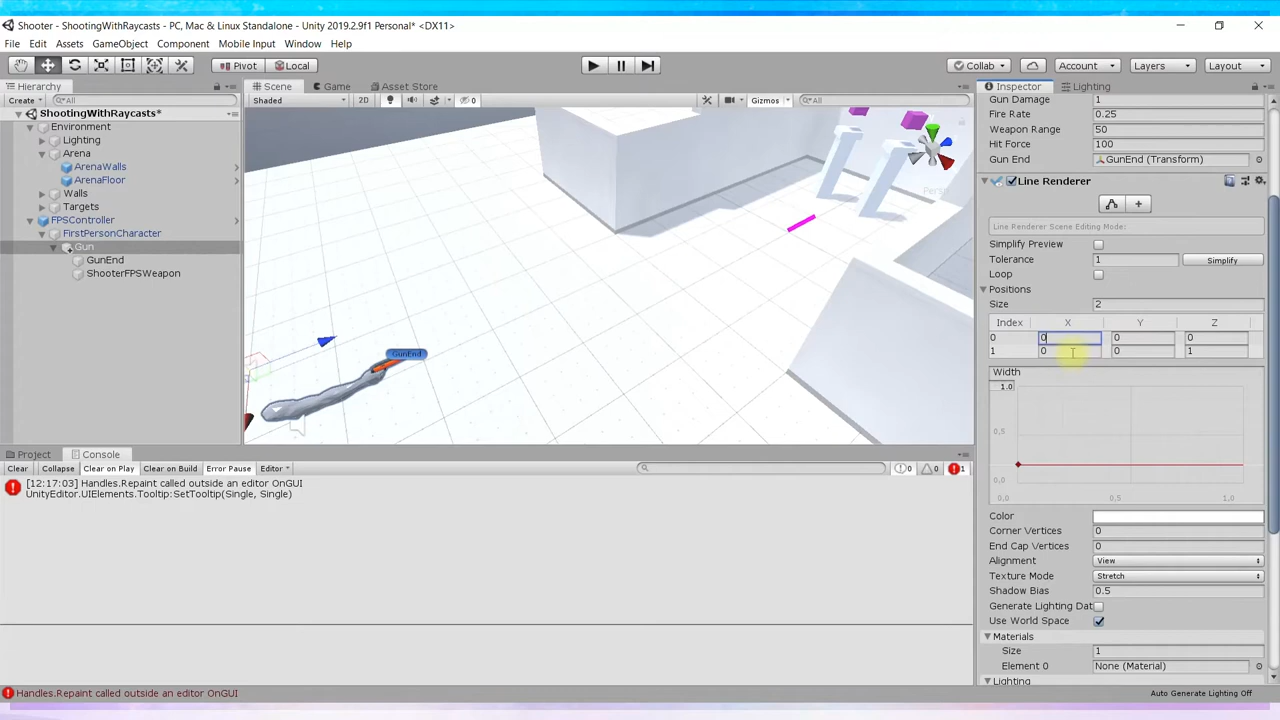 Shooter - ShootingWithRaycasts - PC, Mac & Linux Standalone - Unity 2019.2.9f1 Personal* <DX11>
File Edit Assets GameObject Component Mobile Input Window Help
Pivot Local Collab Account Layers Layout
Hierarchy Scene Game Asset Store Inspector Lighting
Create All Shaded 2D 0 Gizmos All
Gun Damage 1
ShootingWithRaycasts*
Fire Rate 0.25
Environment
Weapon Range 50
Lighting
Hit Force 100
Arena
Gun End GunEnd (Transform)
ArenaWalls
ArenaFloor
Line Renderer
Walls
Targets
FPSController
Line Renderer Scene Editing Mode:
FirstPersonCharacter
Simplify Preview
Gun
Tolerance 1 Simplify
GunEnd
Loop
ShooterFPSWeapon
Positions
Size 2
Index X Y Z
0 0 0 0
1 0 0 1
GunEnd
Width
1.0
0,5
0,0
0,0 0,5 1,0
Project Console
Clear Collapse Clear on Play Clear on Build Error Pause Editor 0 0 1
[12:17:03] Handles.Repaint called outside an editor OnGUI
UnityEditor.UIElements.Tooltip:SetTooltip(Single, Single)
Color
Corner Vertices 0
End Cap Vertices 0
Alignment View
Texture Mode Stretch
Shadow Bias 0.5
Generate Lighting Dat
Use World Space
Materials
Size 1
Element 0 None (Material)
Lighting
Handles.Repaint called outside an editor OnGUI
Auto Generate Lighting Off